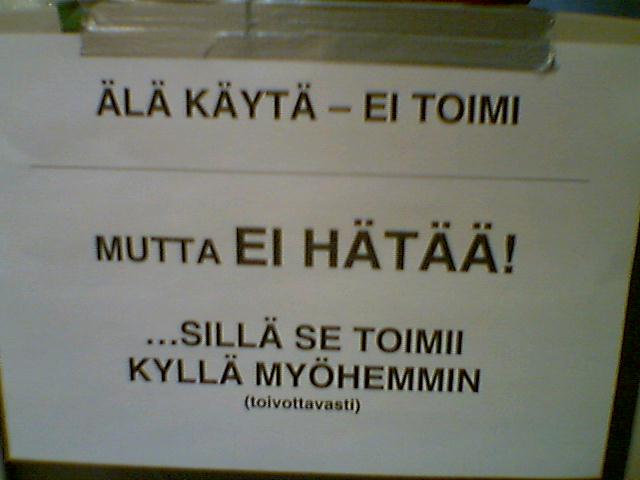 ÄLÄ KÄYTÄ – EI TOIMI
MUTTA EI HÄTÄÄ!
...SILLÄ SE TOIMII
KYLLÄ MYÖHEMMIN
(toivottavasti)